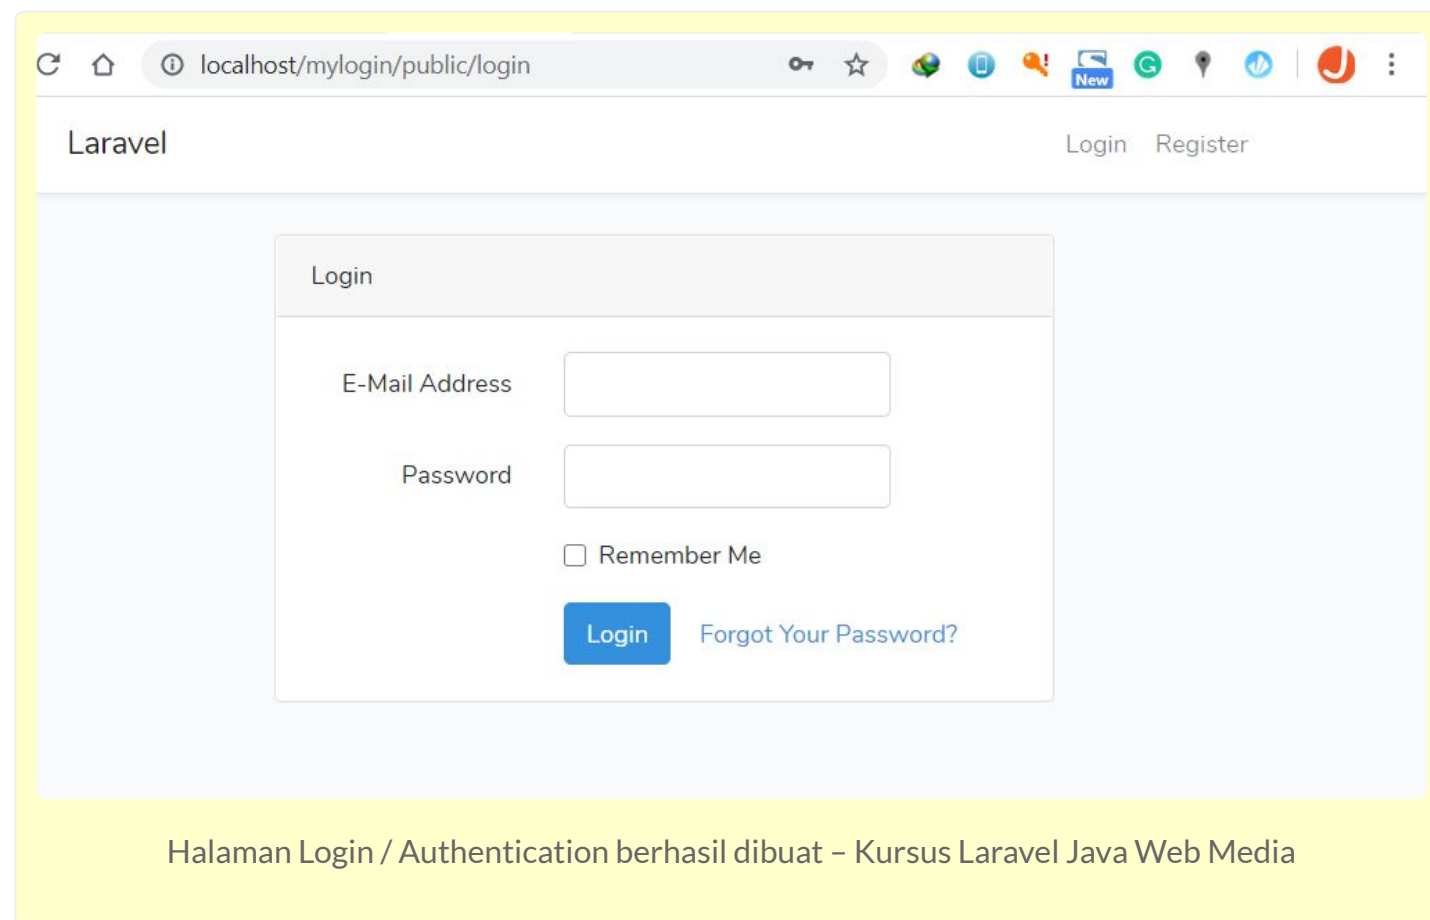 localhost/mylogin/public/login
New
Laravel
Login Register
Login
E-Mail Address
Password
Remember Me
Login Forgot Your Password?
Halaman Login / Authentication berhasil dibuat – Kursus Laravel Java Web Media